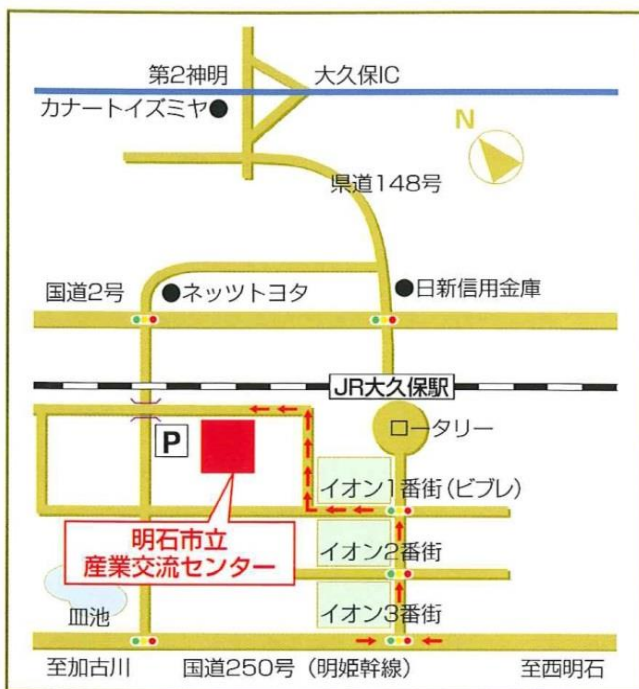 第2神明
大久保IC
カナートイズミヤ●
N
県道148号
国道2号
●ネッツトヨタ
●日新信用金庫
JR大久保駅
P
ロータリー
イオン1番街(ビブレ)
明石市立
産業交流センター
イオン2番街
皿池
イオン3番街
至加古川
国道250号(明姫幹線)
至西明石